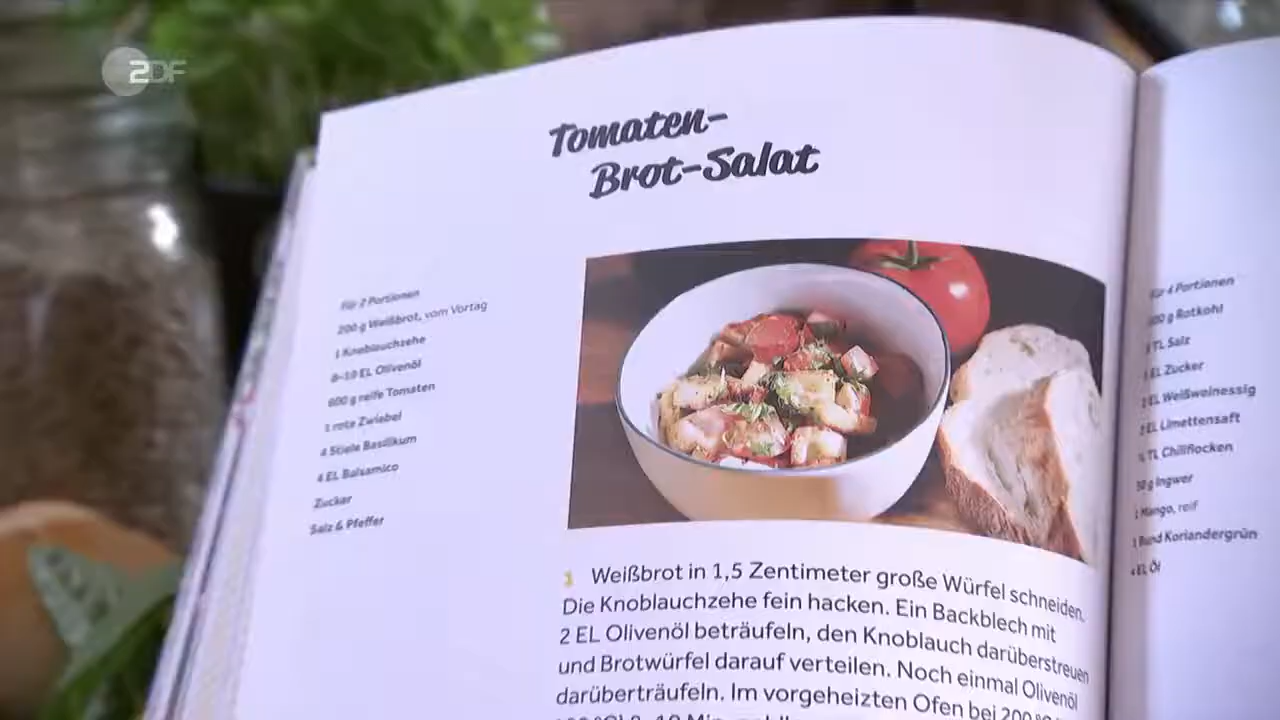 ZDF
Tomaten-
Brot-Salat
Für 2 Portionen
200 g Weißbrot, vom Vortag
1 Knoblauchzehe
8–10 EL Olivenöl
600 g reife Tomaten
1 rote Zwiebel
4 Stiele Basilikum
4 EL Balsamico
Zucker
Salz & Pfeffer
1 Weißbrot in 1,5 Zentimeter große Würfel schneiden.
Die Knoblauchzehe fein hacken. Ein Backblech mit
2 EL Olivenöl beträufeln, den Knoblauch darüberstreuen
und Brotwürfel darauf verteilen. Noch einmal Olivenöl
darüberträufeln. Im vorgeheizten Ofen bei 200 °C
Für 4 Portionen
g Rotkohl
TL Salz
EL Zucker
EL Weißweinessig
EL Limettensaft
TL Chiliflocken
g Ingwer
1 Mango, reif
1 Bund Koriandergrün
4 EL Öl